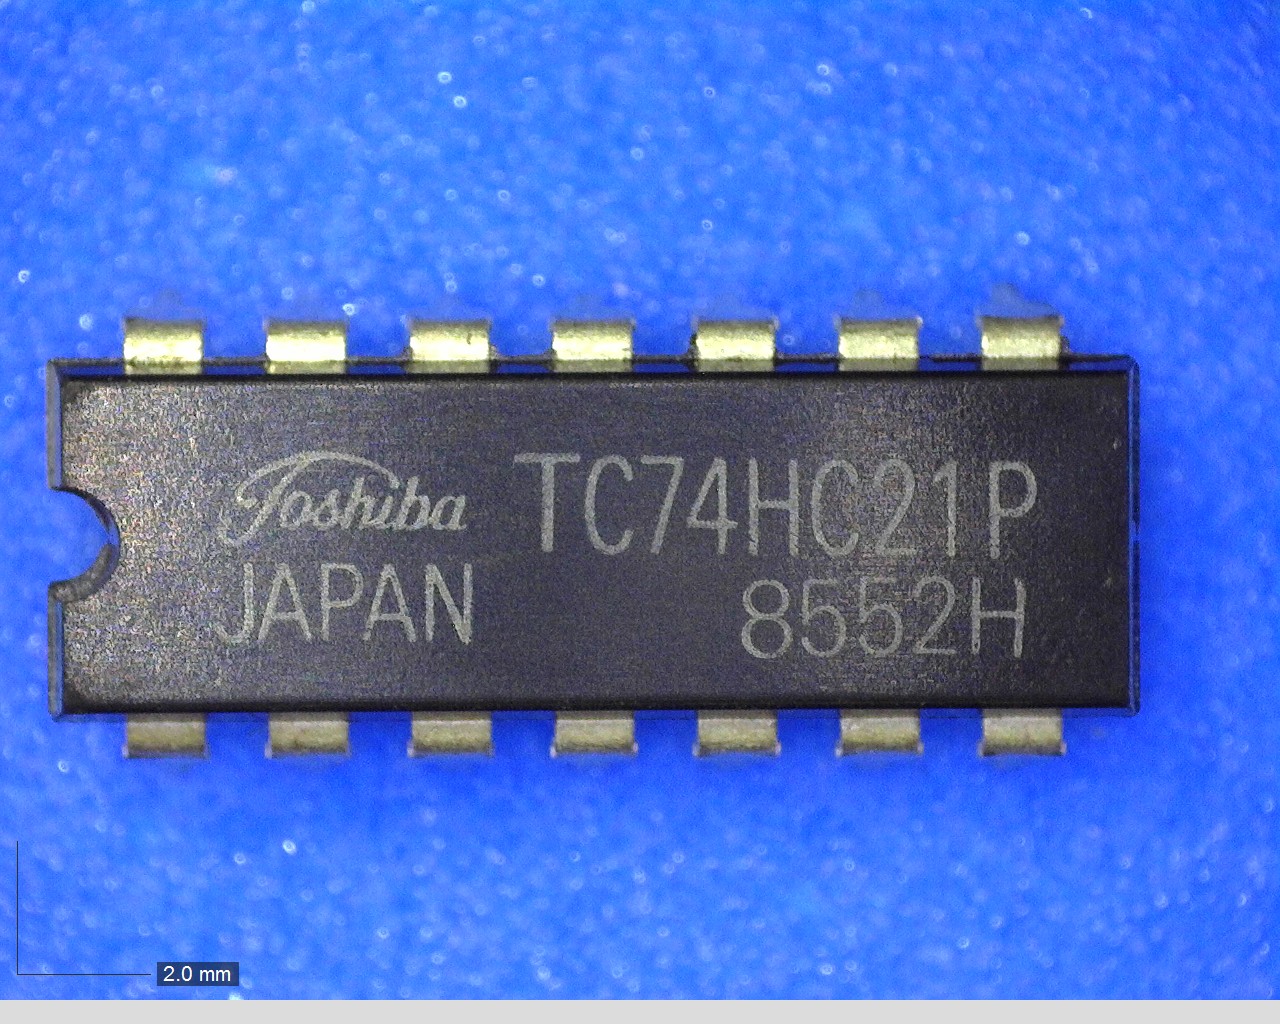 Toshiba TC74HC21P
JAPAN 8552H
2.0 mm